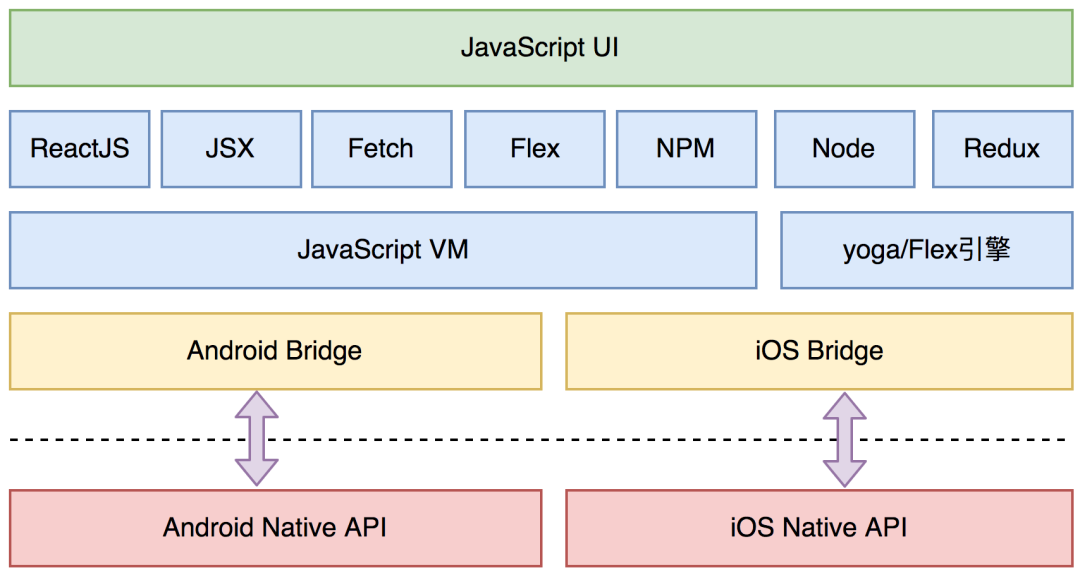 JavaScript UI
ReactJS
JSX
Fetch
Flex
NPM
Node
Redux
JavaScript VM
yoga/Flex引擎
Android Bridge
iOS Bridge
Android Native API
iOS Native API